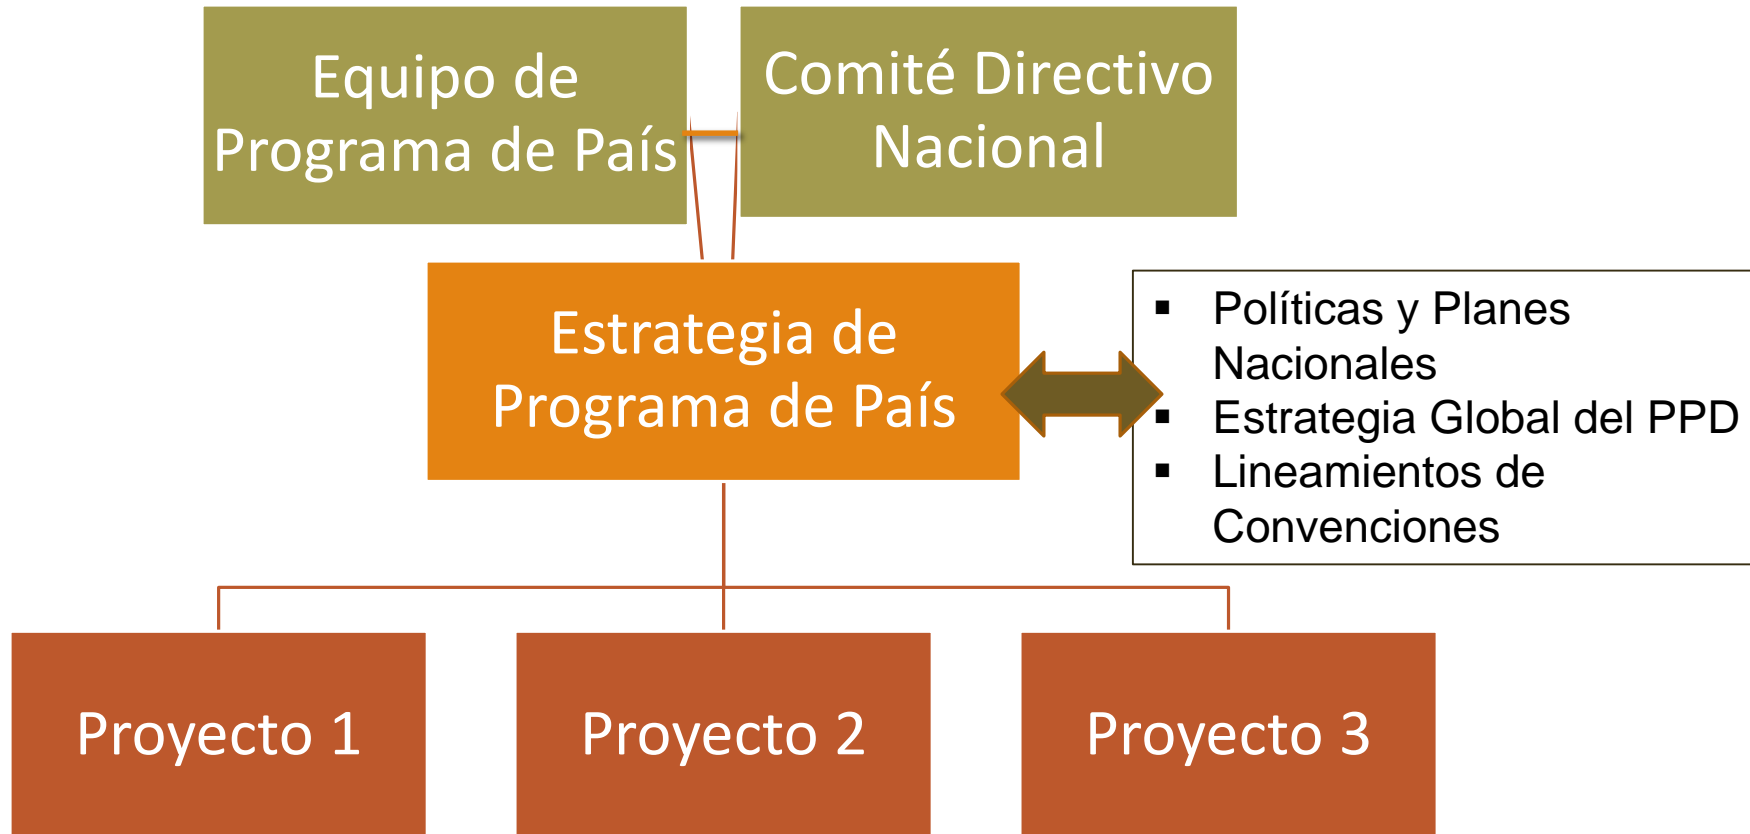 Equipo de
Programa de País
Comité Directivo
Nacional
Estrategia de
Programa de País
▪ Políticas y Planes
Nacionales
▪ Estrategia Global del PPD
▪ Lineamientos de
Convenciones
Proyecto 1
Proyecto 2
Proyecto 3